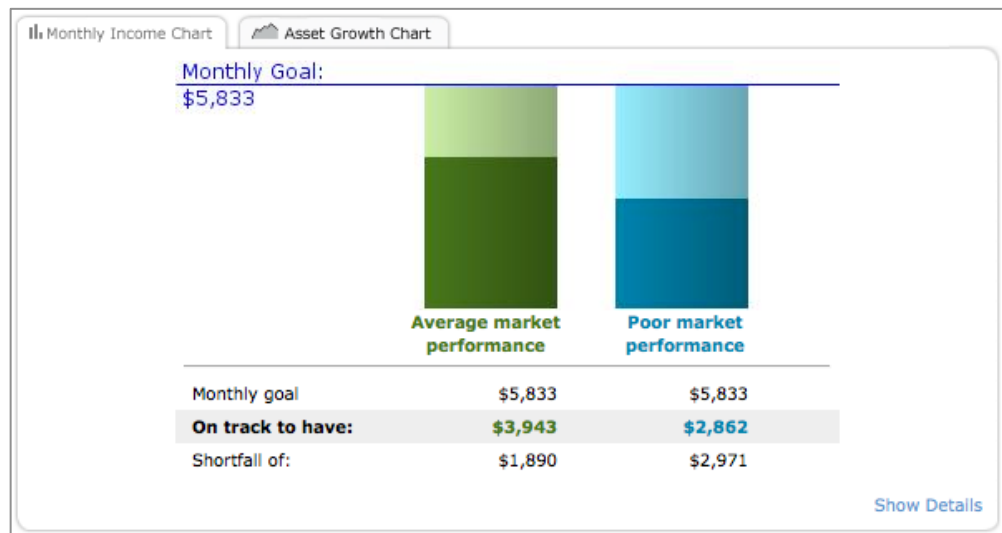 Monthly Income Chart Asset Growth Chart
Monthly Goal:
$5,833
Average market Poor market
performance performance
Monthly goal $5,833 $5,833
On track to have: $3,943 $2,862
Shortfall of: $1,890 $2,971
Show Details